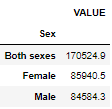 VALUE
Sex
Both sexes 170524.9
Female 85940.5
Male 84584.3